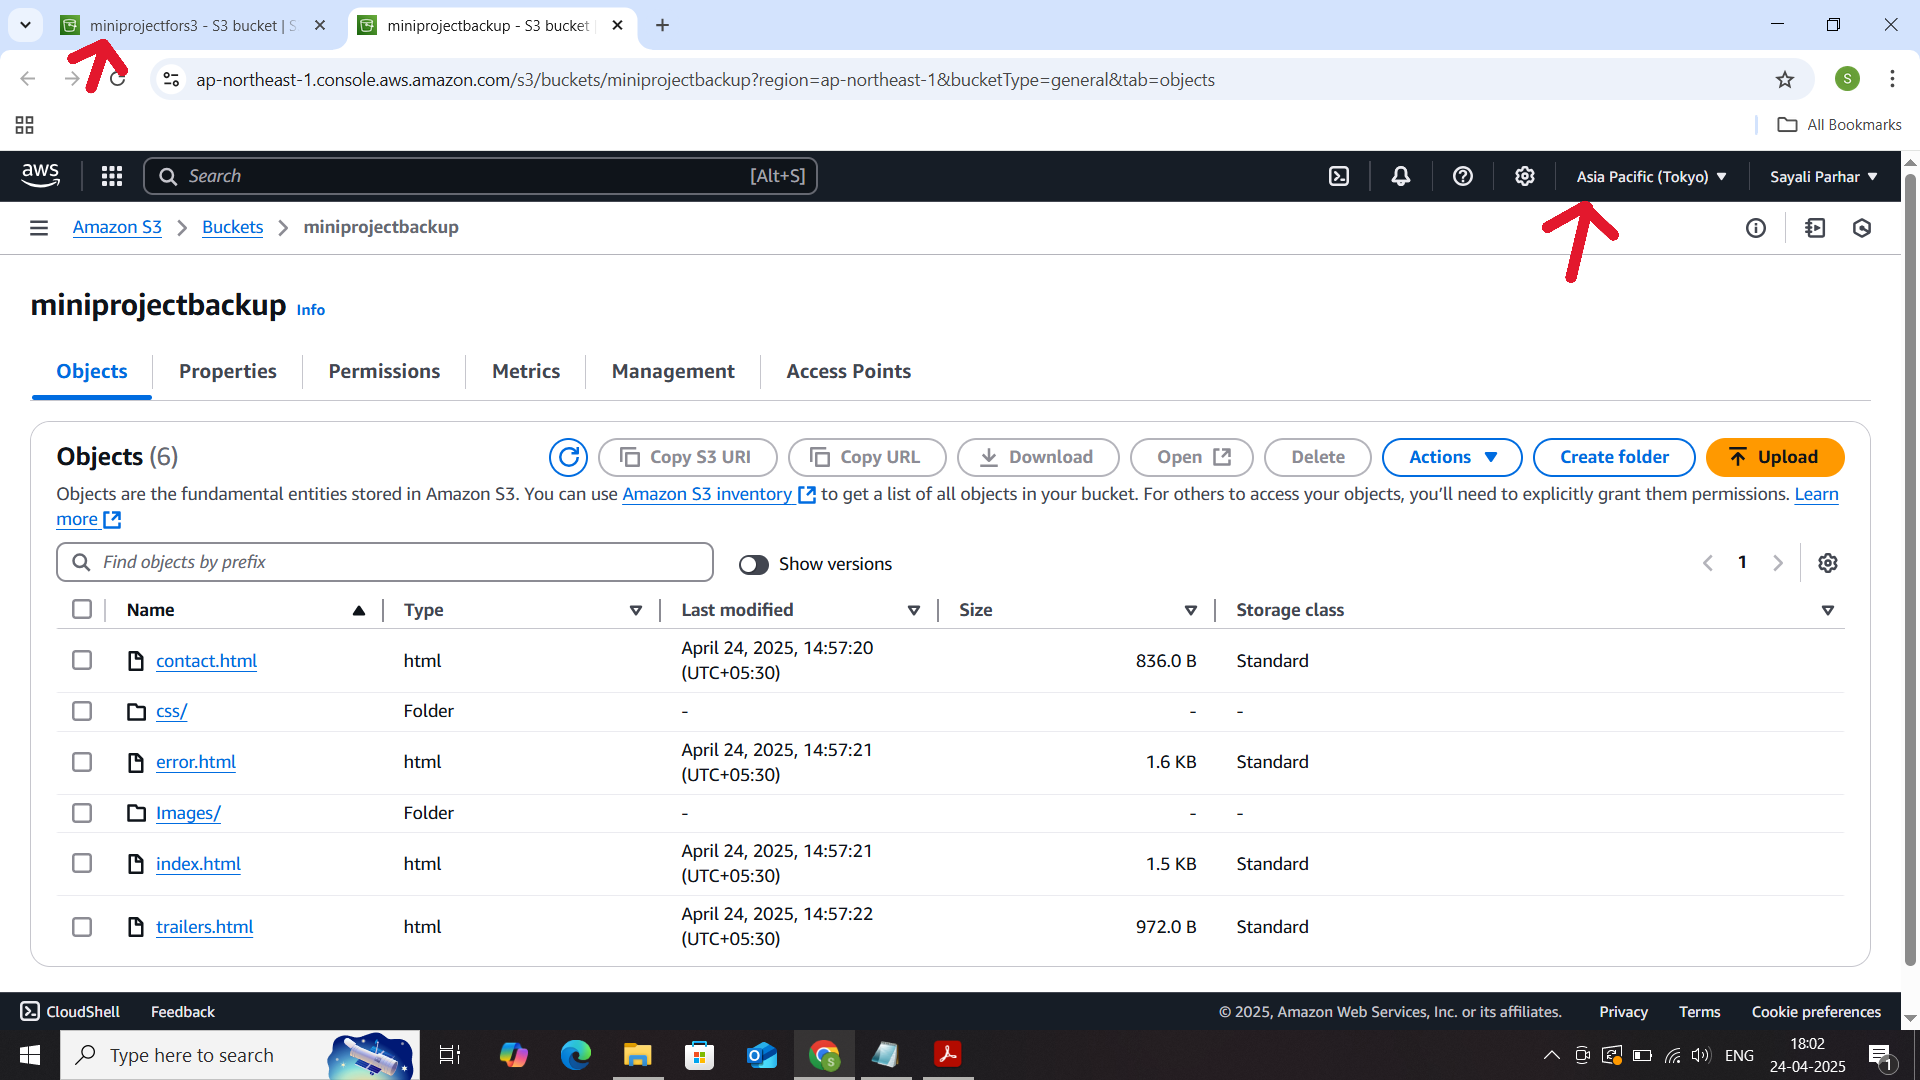 miniprojectfors3 - S3 bucket | S
miniprojectbackup - S3 bucket
ap-northeast-1.console.aws.amazon.com/s3/buckets/miniprojectbackup?region=ap-northeast-1&bucketType=general&tab=objects
S
All Bookmarks
aws
Search
[Alt+S]
Asia Pacific (Tokyo)
Sayali Parhar
Amazon S3
Buckets
miniprojectbackup
miniprojectbackup Info
Objects
Properties
Permissions
Metrics
Management
Access Points
Objects (6)
Copy S3 URI
Copy URL
Download
Open
Delete
Actions
Create folder
Upload
Objects are the fundamental entities stored in Amazon S3. You can use Amazon S3 inventory to get a list of all objects in your bucket. For others to access your objects, you’ll need to explicitly grant them permissions. Learn
more
Find objects by prefix
Show versions
1
Name Type Last modified Size Storage class
contact.html html April 24, 2025, 14:57:20 (UTC+05:30) 836.0 B Standard
css/ Folder - - -
error.html html April 24, 2025, 14:57:21 (UTC+05:30) 1.6 KB Standard
Images/ Folder - - -
index.html html April 24, 2025, 14:57:21 (UTC+05:30) 1.5 KB Standard
trailers.html html April 24, 2025, 14:57:22 (UTC+05:30) 972.0 B Standard
CloudShell
Feedback
© 2025, Amazon Web Services, Inc. or its affiliates.
Privacy
Terms
Cookie preferences
Type here to search
S
ENG
18:02
24-04-2025
1